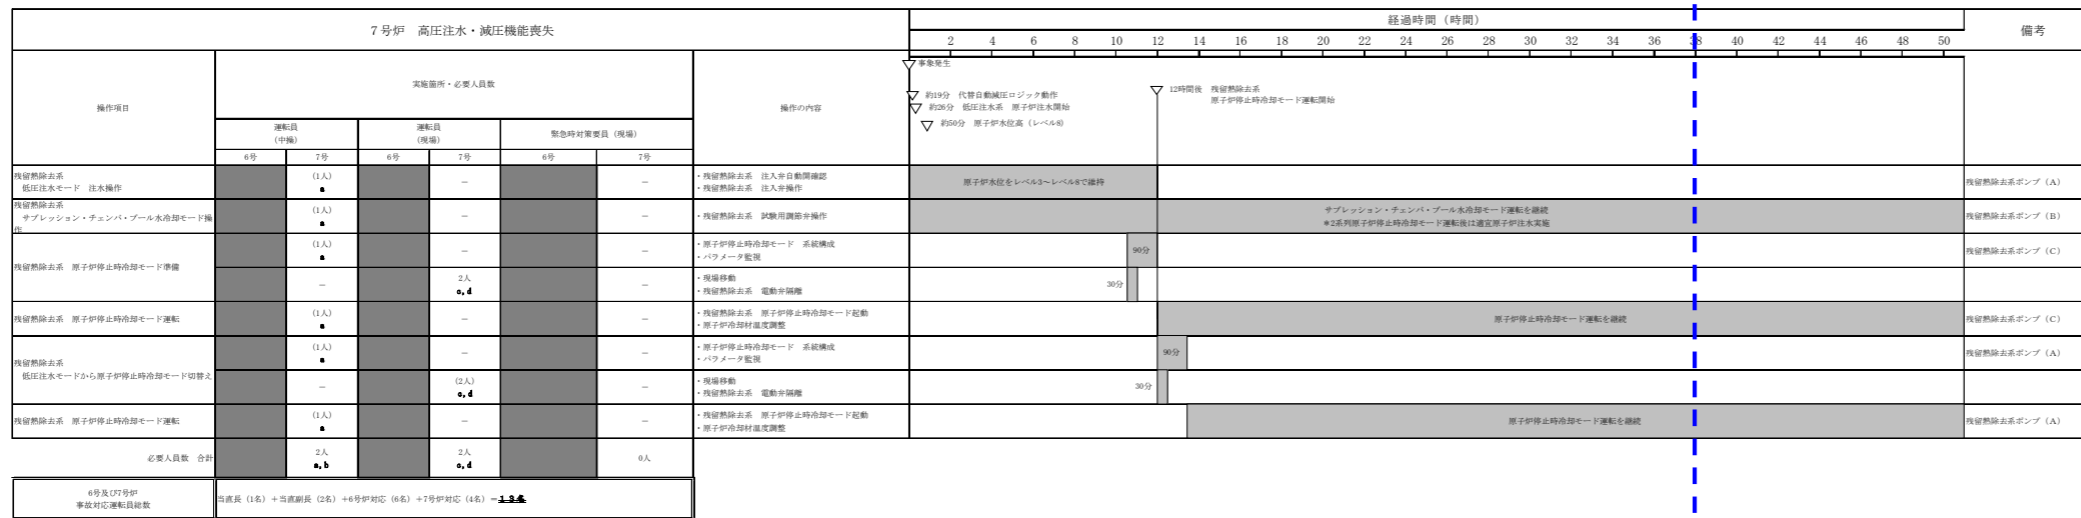 7号炉　高圧注水・減圧機能喪失
経過時間（時間）
備考
2 4 6 8 10 12 14 16 18 20 22 24 26 28 30 32 34 36 38 40 42 44 46 48 50
操作項目
実施箇所・必要人員数
操作の内容
運転員
（中操）
運転員
（現場）
緊急時対策要員（現場）
6号 7号 6号 7号 6号 7号
事象発生
約19分　代替自動減圧ロジック動作
約26分　低圧注水系　原子炉注水開始
約50分　原子炉水位高（レベル8）
12時間後　残留熱除去系
原子炉停止時冷却モード運転開始
残留熱除去系
低圧注水モード　注水操作
（1人）
a
－ －
・残留熱除去系　注入弁自動開確認
・残留熱除去系　注入弁操作
原子炉水位をレベル3～レベル8で維持
残留熱除去系ポンプ（A）
残留熱除去系
サプレッション・チェンバ・プール水冷却モード操
作
（1人）
a
－ －
・残留熱除去系　試験用調節弁操作
サプレッション・チェンバ・プール水冷却モード運転を継続
※2系列原子炉停止時冷却モード運転後は適宜原子炉注水実施
残留熱除去系ポンプ（B）
残留熱除去系　原子炉停止時冷却モード準備
（1人）
a
－ －
・原子炉停止時冷却モード　系統構成
・パラメータ監視
90分
残留熱除去系ポンプ（C）
－
2人
c,d
－
・現場移動
・残留熱除去系　電動弁隔離
30分
残留熱除去系　原子炉停止時冷却モード運転
（1人）
a
－ －
・残留熱除去系　原子炉停止時冷却モード起動
・原子炉冷却材温度調整
原子炉停止時冷却モード運転を継続
残留熱除去系ポンプ（C）
残留熱除去系
低圧注水モードから原子炉停止時冷却モード切替え
（1人）
a
－ －
・原子炉停止時冷却モード　系統構成
・パラメータ監視
90分
残留熱除去系ポンプ（A）
－
（2人）
c,d
－
・現場移動
・残留熱除去系　電動弁隔離
30分
残留熱除去系　原子炉停止時冷却モード運転
（1人）
a
－ －
・残留熱除去系　原子炉停止時冷却モード起動
・原子炉冷却材温度調整
原子炉停止時冷却モード運転を継続
残留熱除去系ポンプ（A）
必要人員数　合計
2人
a,b
2人
c,d
0人
6号及び7号炉
事故対応運転員総数
当直長（1名）＋当直副長（2名）＋6号炉対応（6名）＋7号炉対応（4名）＝13名